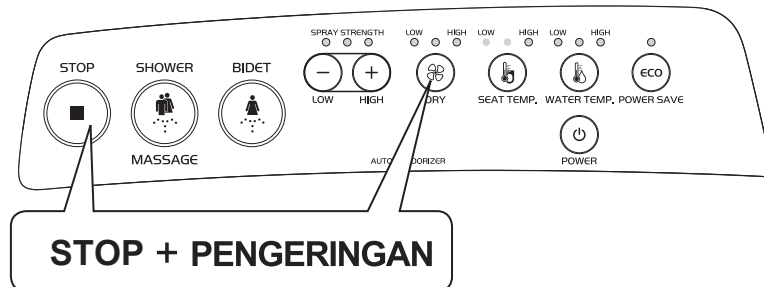 SPRAY STRENGTH LOW HIGH LOW HIGH LOW HIGH
STOP SHOWER BIDET
ECO
LOW HIGH DRY SEAT TEMP. WATER TEMP. POWER SAVE
MASSAGE POWER
STOP + PENGERINGAN